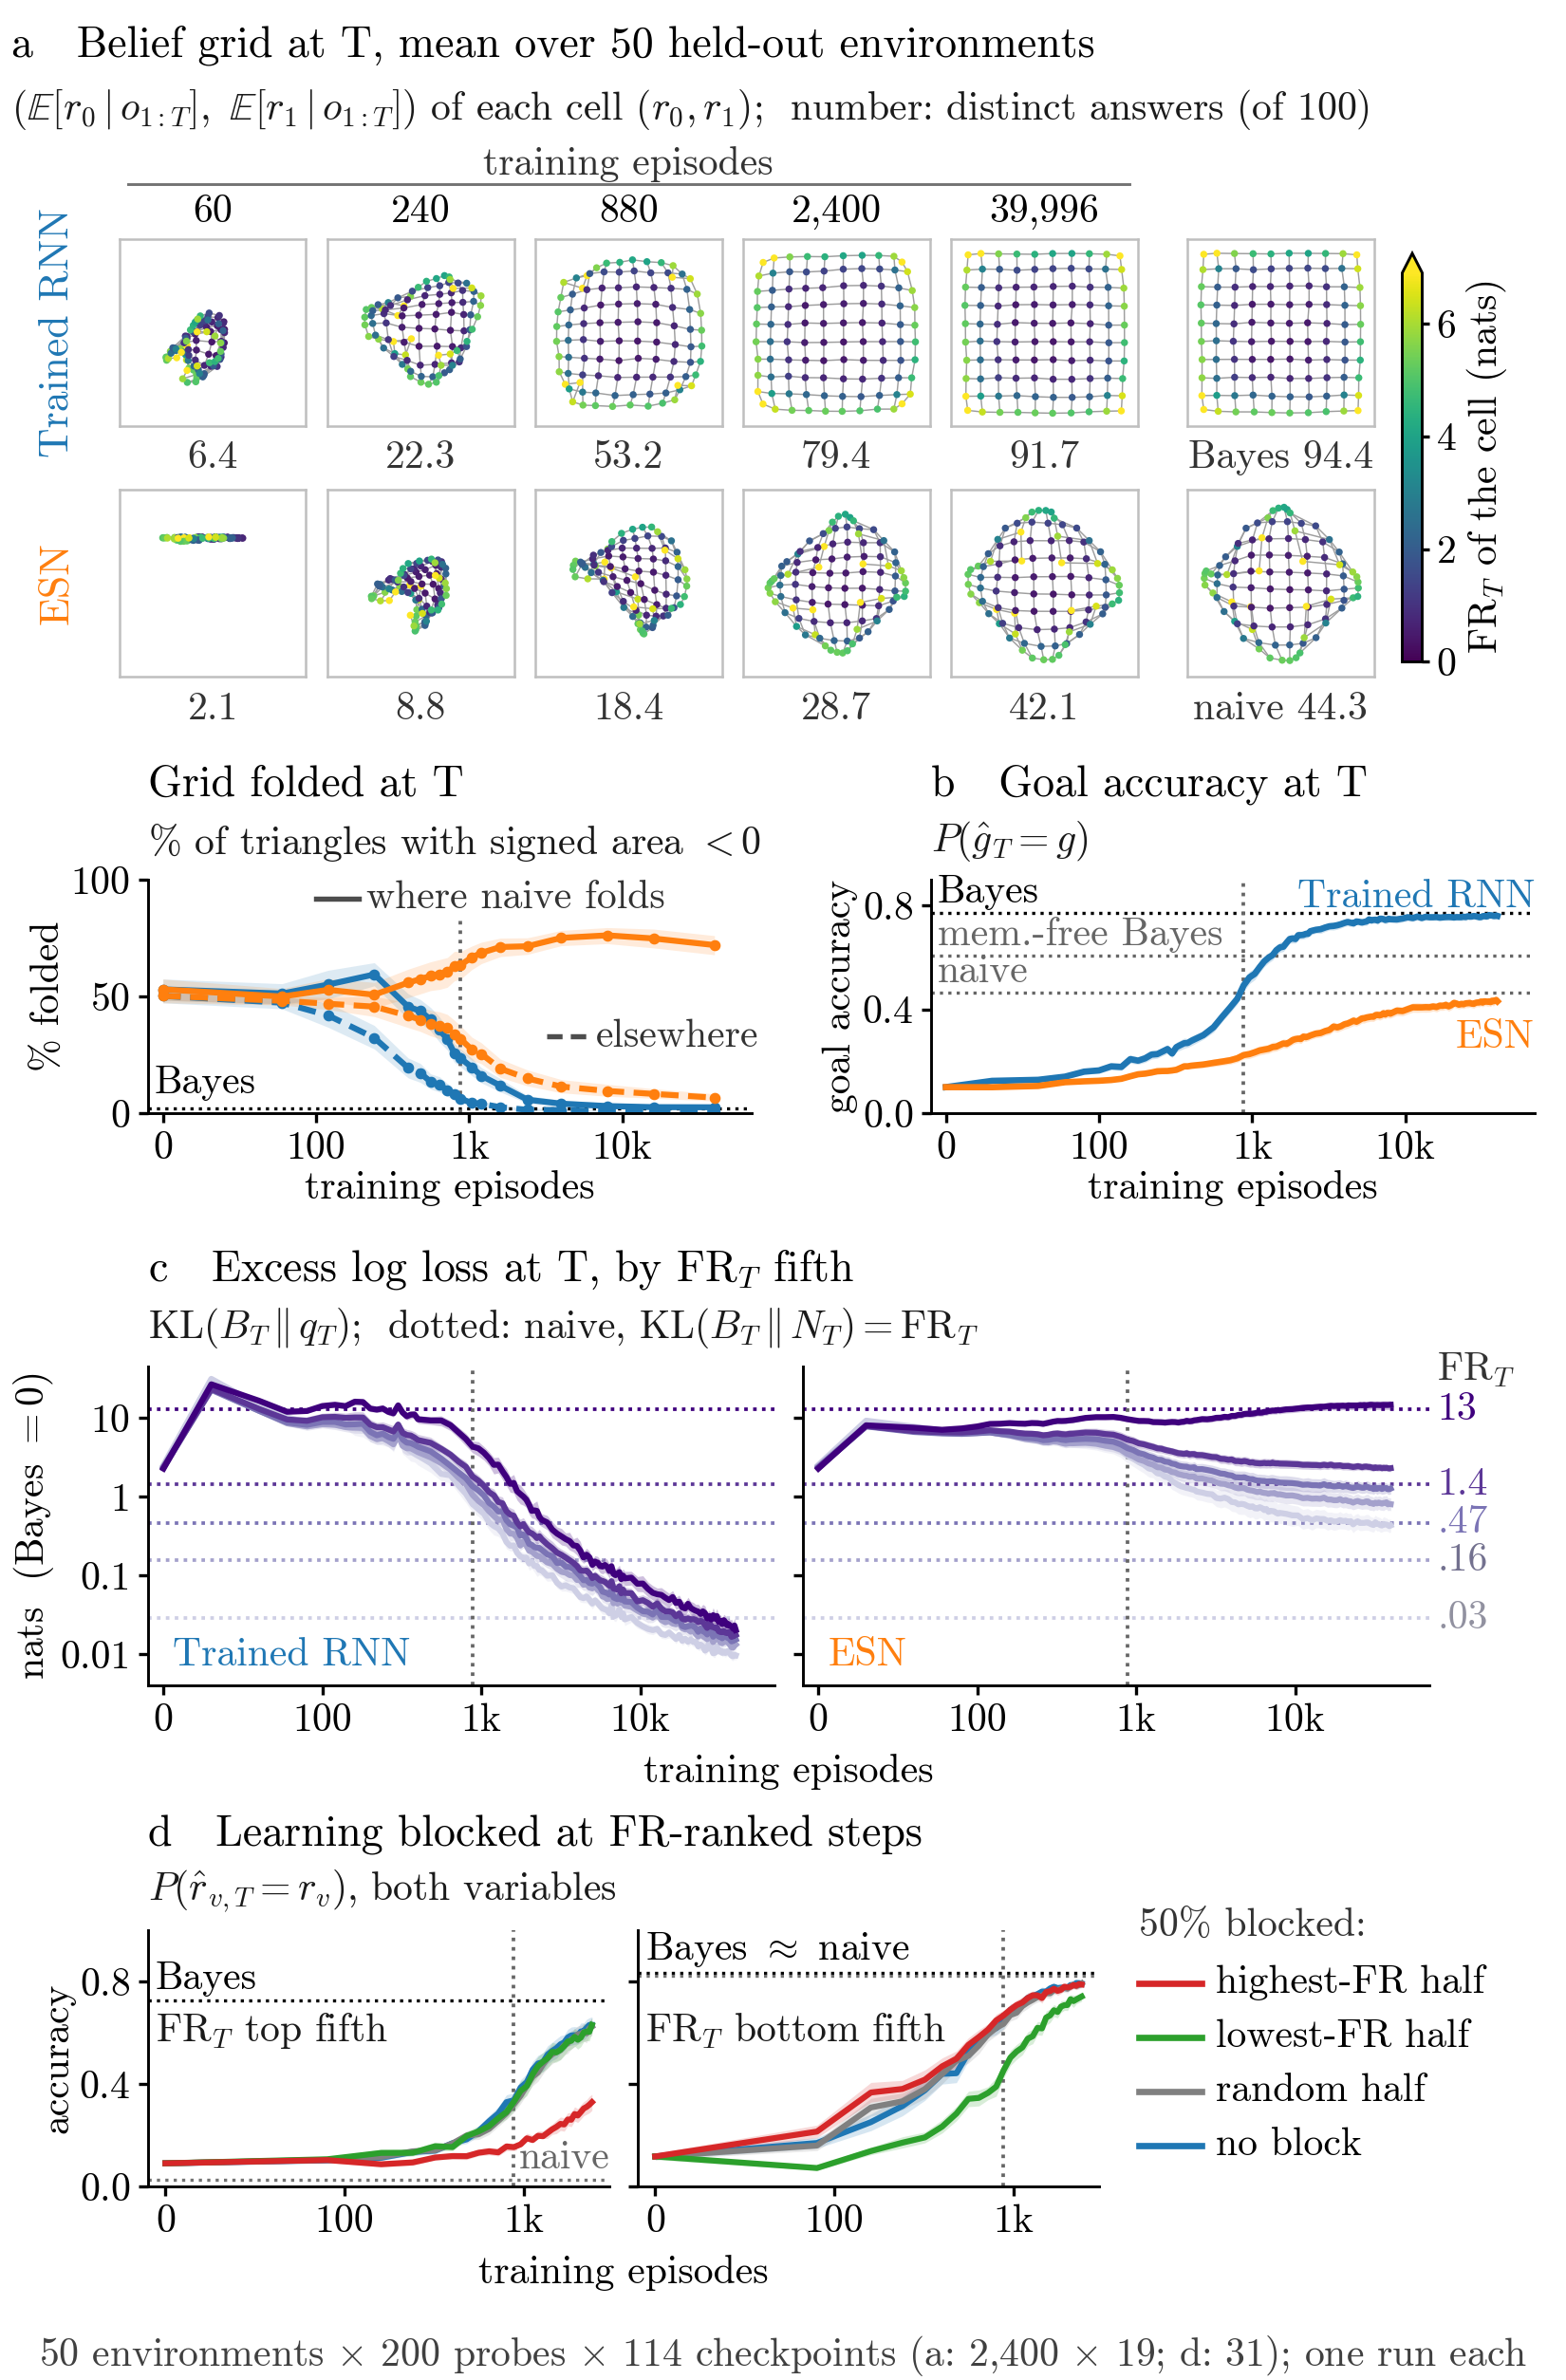 a Belief grid at T, mean over 50 held-out environments
(𝔼[r₀ | o₁:T], 𝔼[r₁ | o₁:T]) of each cell (r₀, r₁); number: distinct answers (of 100)
training episodes
60 240 880 2,400 39,996
Trained RNN
6.4 22.3 53.2 79.4 91.7 Bayes 94.4
ESN
2.1 8.8 18.4 28.7 42.1 naive 44.3
0 2 4 6
FR_T of the cell (nats)
Grid folded at T
% of triangles with signed area < 0
100
50
0
% folded
where naive folds
elsewhere
Bayes
0 100 1k 10k
training episodes
b Goal accuracy at T
P(ĝ_T = g)
0.8
0.4
0.0
goal accuracy
Bayes
Trained RNN
mem.-free Bayes
naive
ESN
0 100 1k 10k
training episodes
c Excess log loss at T, by FR_T fifth
KL(B_T ∥ q_T); dotted: naive, KL(B_T ∥ N_T) = FR_T
nats (Bayes = 0)
10
1
0.1
0.01
Trained RNN
0 100 1k 10k
ESN
0 100 1k 10k
FR_T
13
1.4
.47
.16
.03
training episodes
d Learning blocked at FR-ranked steps
P(r̂_v,T = r_v), both variables
accuracy
0.8
0.4
0.0
Bayes
FR_T top fifth
naive
0 100 1k
Bayes ≈ naive
FR_T bottom fifth
0 100 1k
training episodes
50% blocked:
highest-FR half
lowest-FR half
random half
no block
50 environments × 200 probes × 114 checkpoints (a: 2,400 × 19; d: 31); one run each